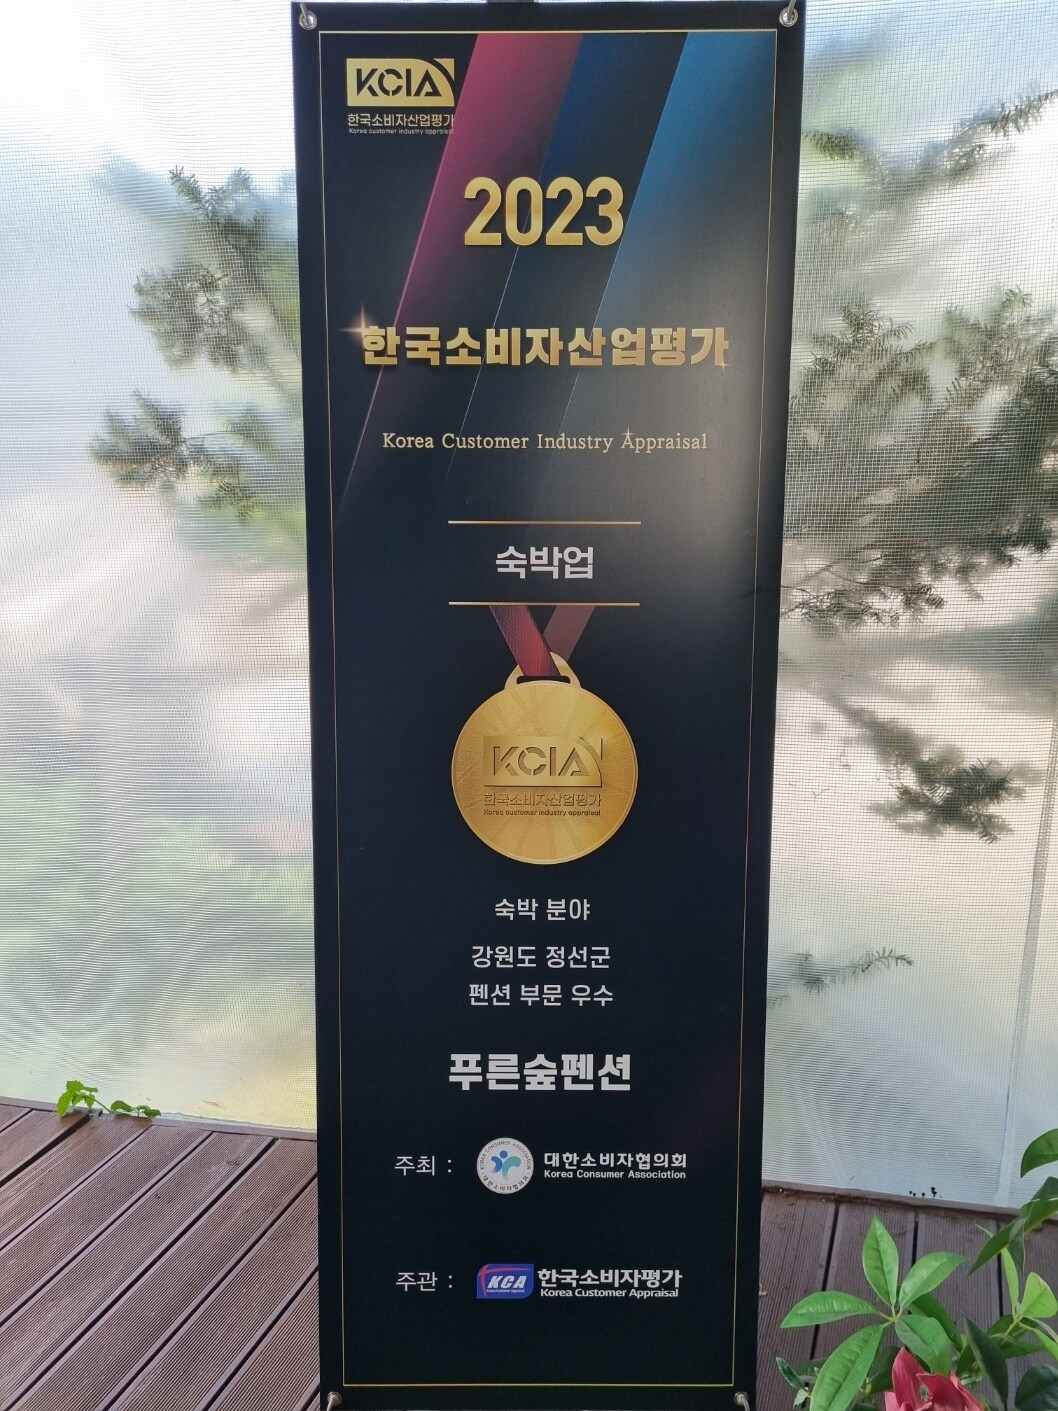 KCIA
한국소비자산업평가
Korea customer industry appraisal
2023
한국소비자산업평가
Korea Customer Industry Appraisal
숙박업
KCIA
한국소비자산업평가
Korea customer industry appraisal
숙박 분야
강원도 정선군
펜션 부문 우수
푸른숲펜션
주최 : 대한소비자협의회
Korea Consumer Association
주관 : KCA 한국소비자평가
Korea Customer Appraisal